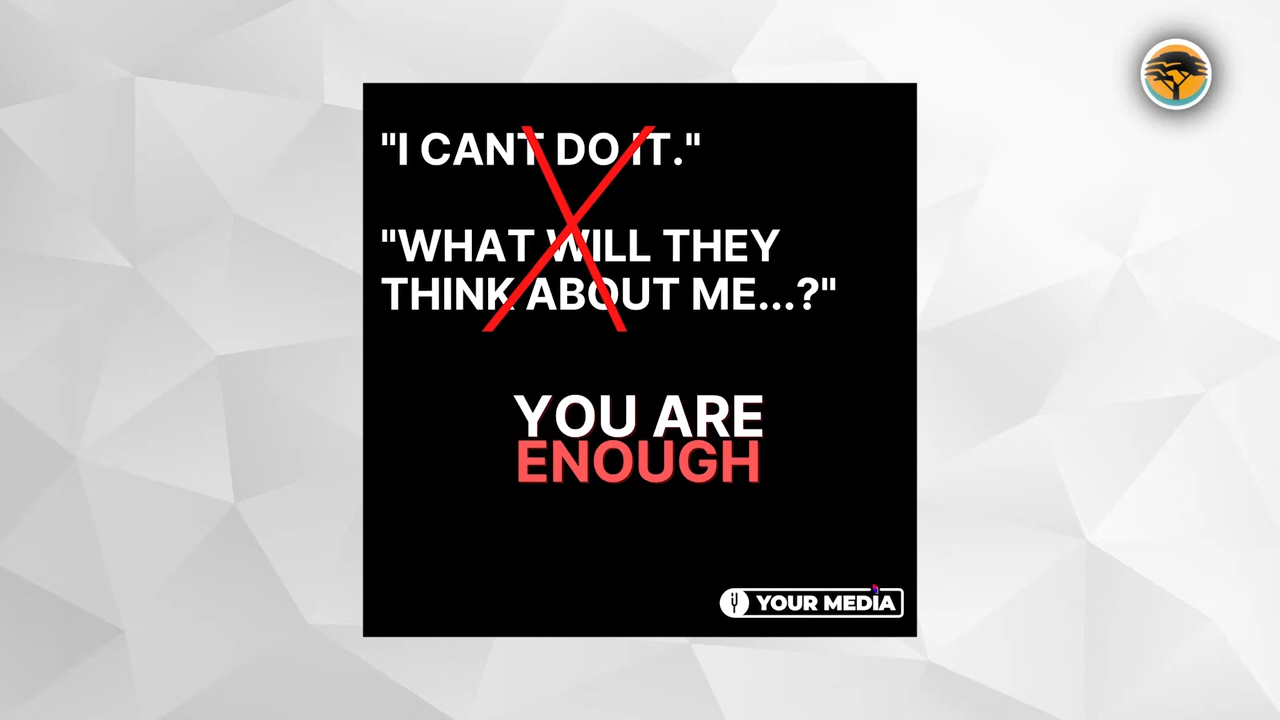 "I CANT DO IT."
"WHAT WILL THEY
THINK ABOUT ME...?"
YOU ARE
ENOUGH
YOUR MEDIA